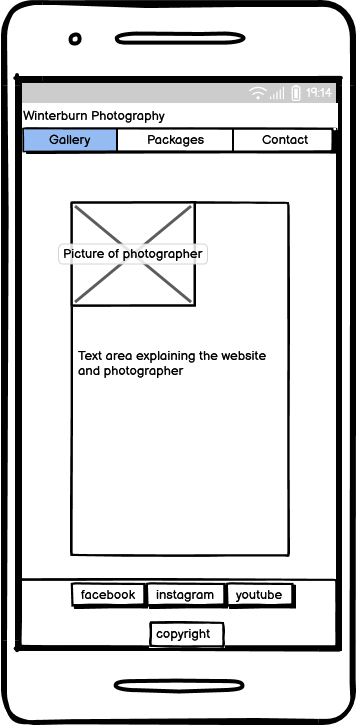 19:14
Winterburn Photography
Gallery Packages Contact
Picture of photographer
Text area explaining the website
and photographer
facebook instagram youtube
copyright